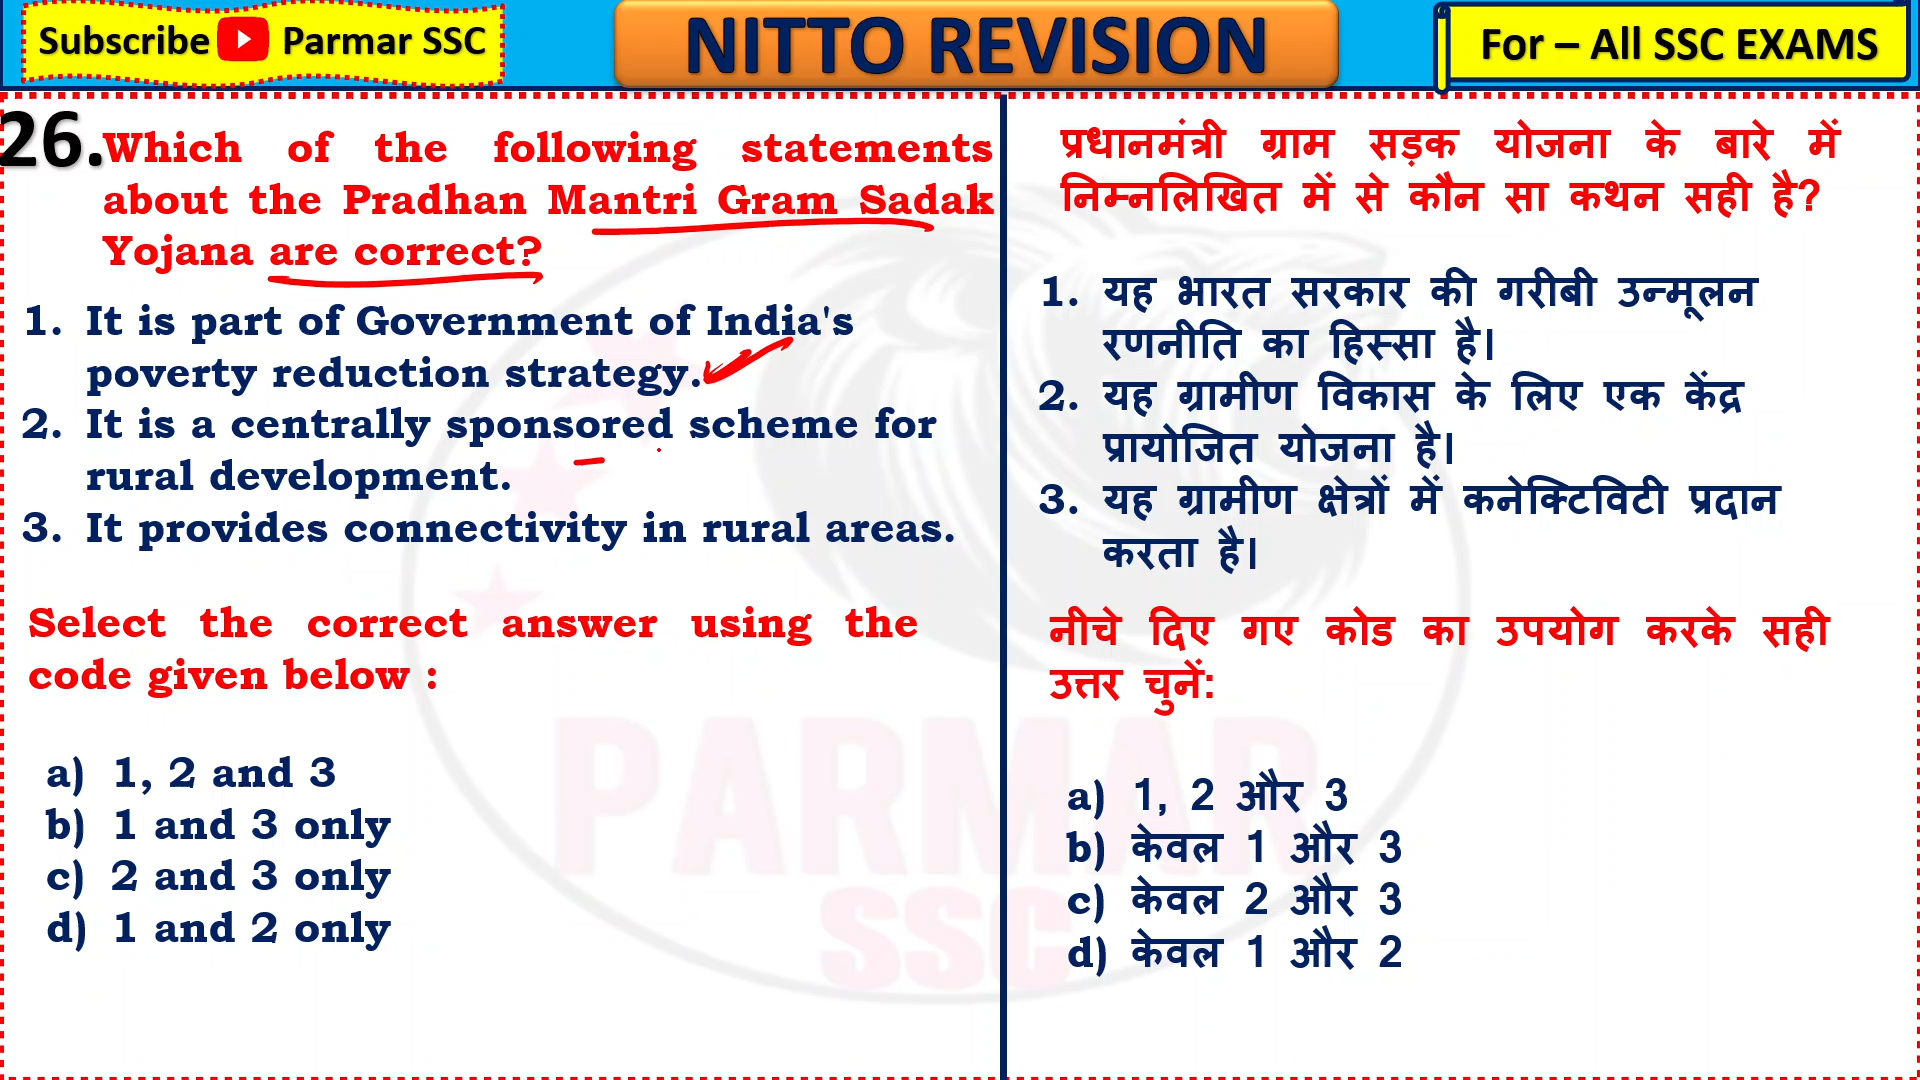 Subscribe Parmar SSC
NITTO REVISION
For – All SSC EXAMS
26. Which of the following statements
about the Pradhan Mantri Gram Sadak
Yojana are correct?
1. It is part of Government of India's
poverty reduction strategy.
2. It is a centrally sponsored scheme for
rural development.
3. It provides connectivity in rural areas.
Select the correct answer using the
code given below :
a) 1, 2 and 3
b) 1 and 3 only
c) 2 and 3 only
d) 1 and 2 only
प्रधानमंत्री ग्राम सड़क योजना के बारे में
निम्नलिखित में से कौन सा कथन सही है?
1. यह भारत सरकार की गरीबी उन्मूलन
रणनीति का हिस्सा है।
2. यह ग्रामीण विकास के लिए एक केंद्र
प्रायोजित योजना है।
3. यह ग्रामीण क्षेत्रों में कनेक्टिविटी प्रदान
करता है।
नीचे दिए गए कोड का उपयोग करके सही
उत्तर चुनें:
a) 1, 2 और 3
b) केवल 1 और 3
c) केवल 2 और 3
d) केवल 1 और 2
PARMAR
SSC